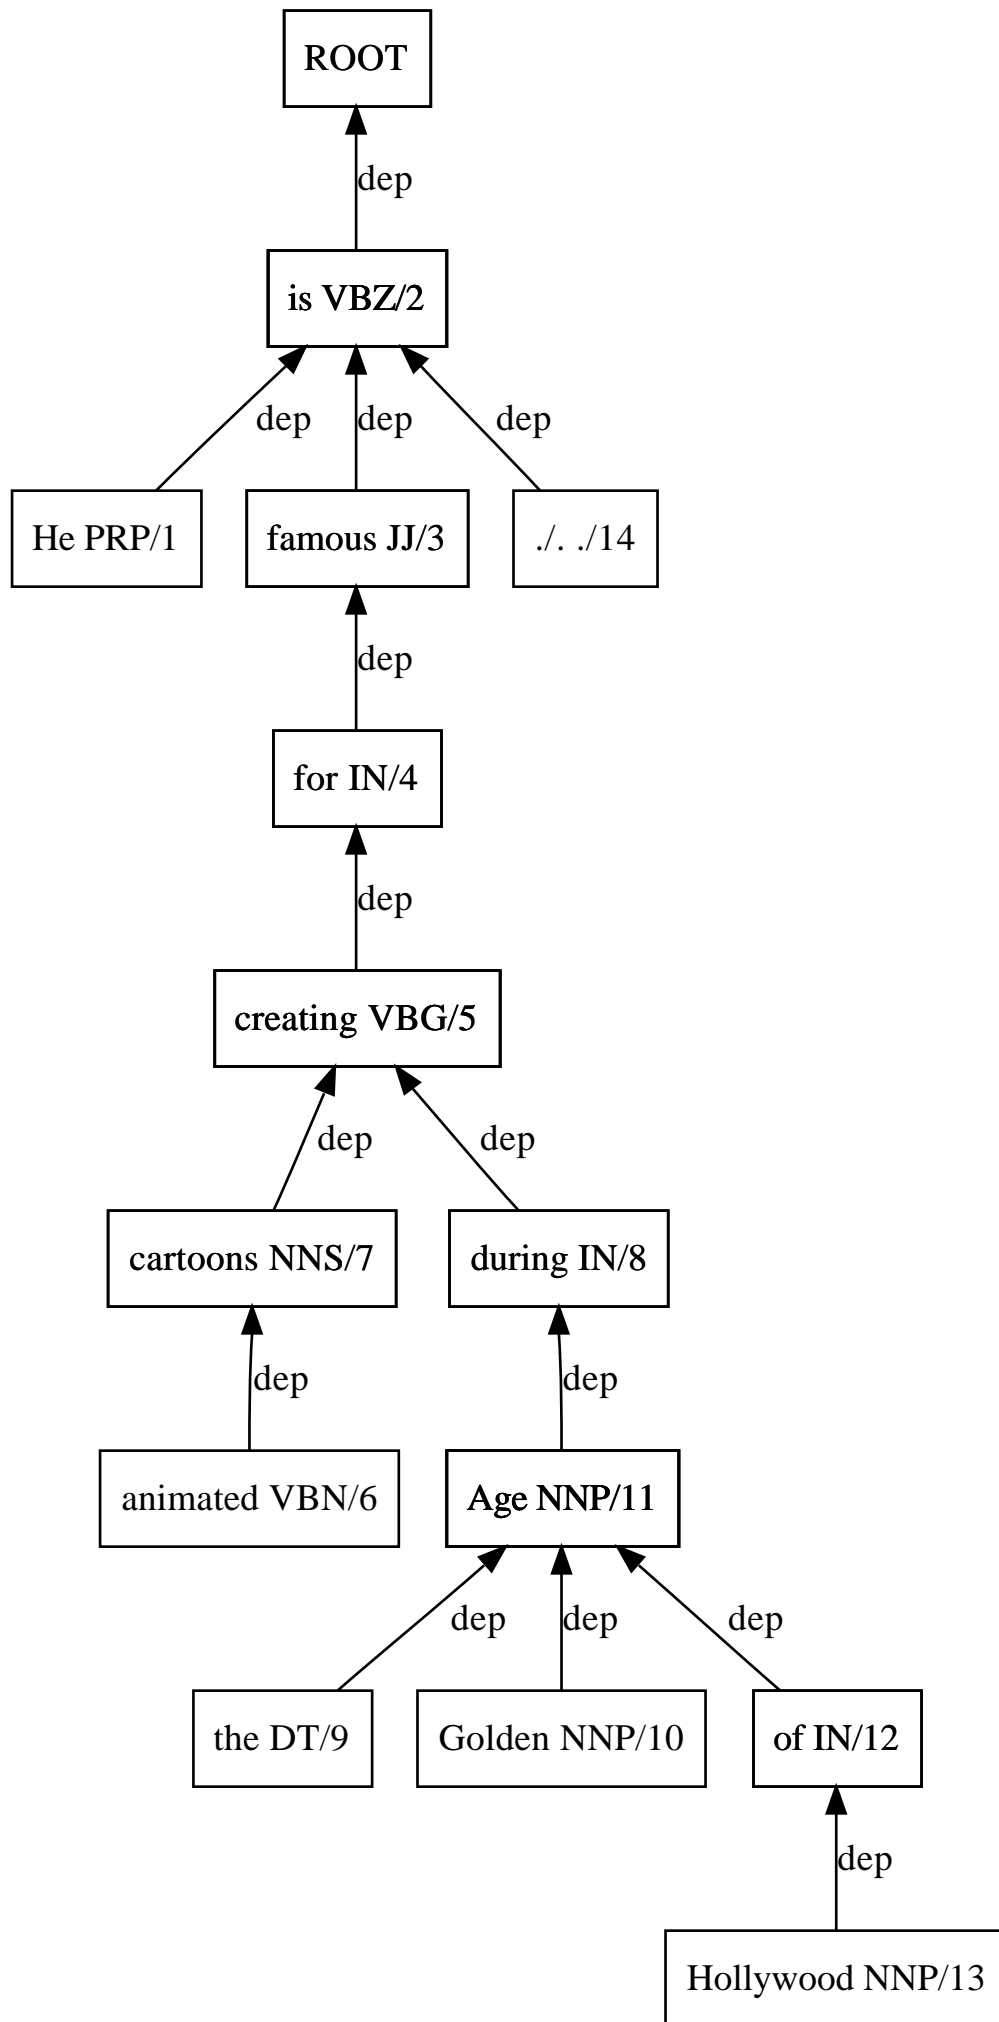 ROOT
dep
is VBZ/2
dep dep dep
He PRP/1 famous JJ/3 ./. ./14
dep
for IN/4
dep
creating VBG/5
dep dep
cartoons NNS/7 during IN/8
dep dep
animated VBN/6 Age NNP/11
dep dep dep
the DT/9 Golden NNP/10 of IN/12
dep
Hollywood NNP/13